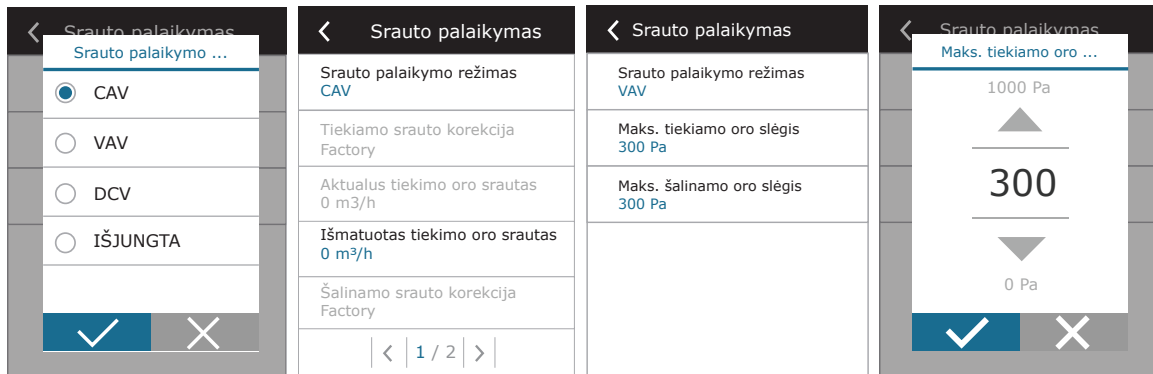 Srauto palaikymas
Srauto palaikymo ...
CAV
VAV
DCV
IŠJUNGTA
Srauto palaikymas
Srauto palaikymo režimas
CAV
Tiekiamo srauto korekcija
Factory
Aktualus tiekimo oro srautas
0 m3/h
Išmatuotas tiekimo oro srautas
0 m³/h
Šalinamo srauto korekcija
Factory
1 / 2
Srauto palaikymas
Srauto palaikymo režimas
VAV
Maks. tiekiamo oro slėgis
300 Pa
Maks. šalinamo oro slėgis
300 Pa
Srauto palaikymas
Maks. tiekiamo oro ...
1000 Pa
300
0 Pa